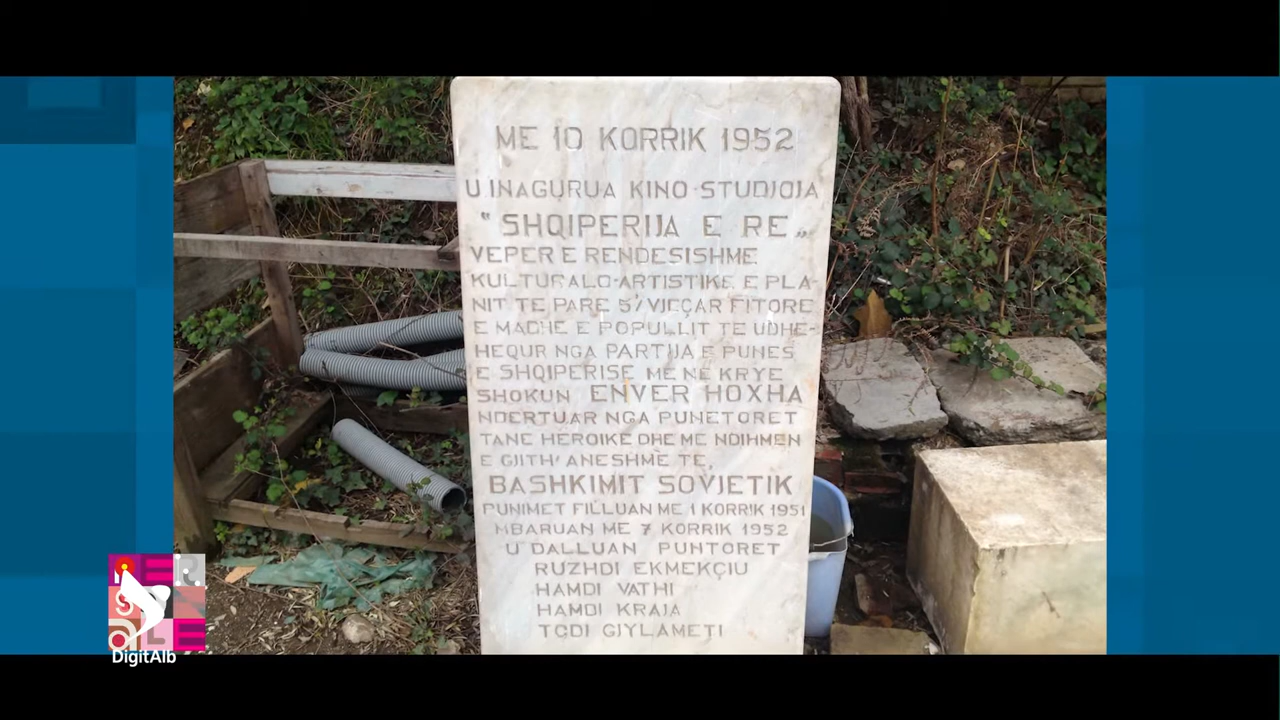 ME 10 KORRIK 1952
U INAGURUA KINO-STUDJOJA
"SHQIPERIJA E RE„
VEPER E RENDESISHME
KULTURALO-ARTISTIKE E PLA-
NIT TE PARE 5/VJEÇAR FITORE
E MADHE E POPULLIT TE UDHE-
HEQUR NGA PARTIJA E PUNES
E SHQIPERISE ME NE KRYE
SHOKUN ENVER HOXHA
NDERTUAR NGA PUNETORET
TANE HEROIKE DHE ME NDIHMEN
E GJITH'ANESHME TE,
BASHKIMIT SOVJETIK
PUNIMET FILLUAN ME 1 KORRIK 1951
MBARUAN ME 7 KORRIK 1952
U DALLUAN PUNTORET
RUZHDI EKMEKÇIU
HAMDI VATHI
HAMDI KRAJA
DigitAlb